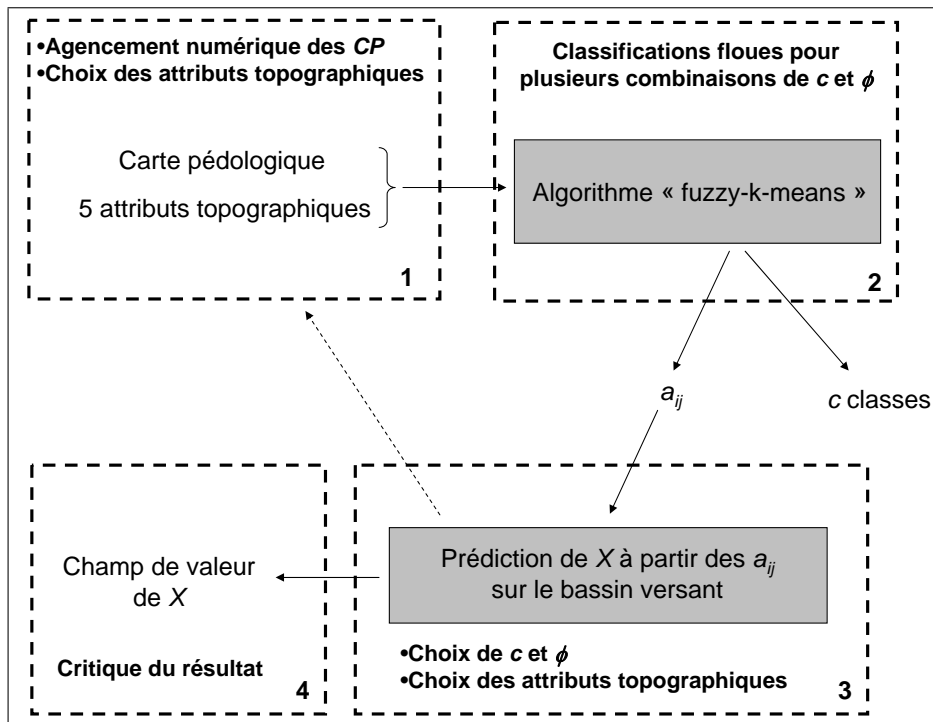 •Agencement numérique des CP
•Choix des attributs topographiques
Carte pédologique
5 attributs topographiques
1
Classifications floues pour
plusieurs combinaisons de c et ϕ
Algorithme « fuzzy-k-means »
2
a_ij
c classes
Champ de valeur
de X
Critique du résultat
4
Prédiction de X à partir des a_ij
sur le bassin versant
•Choix de c et ϕ
•Choix des attributs topographiques
3